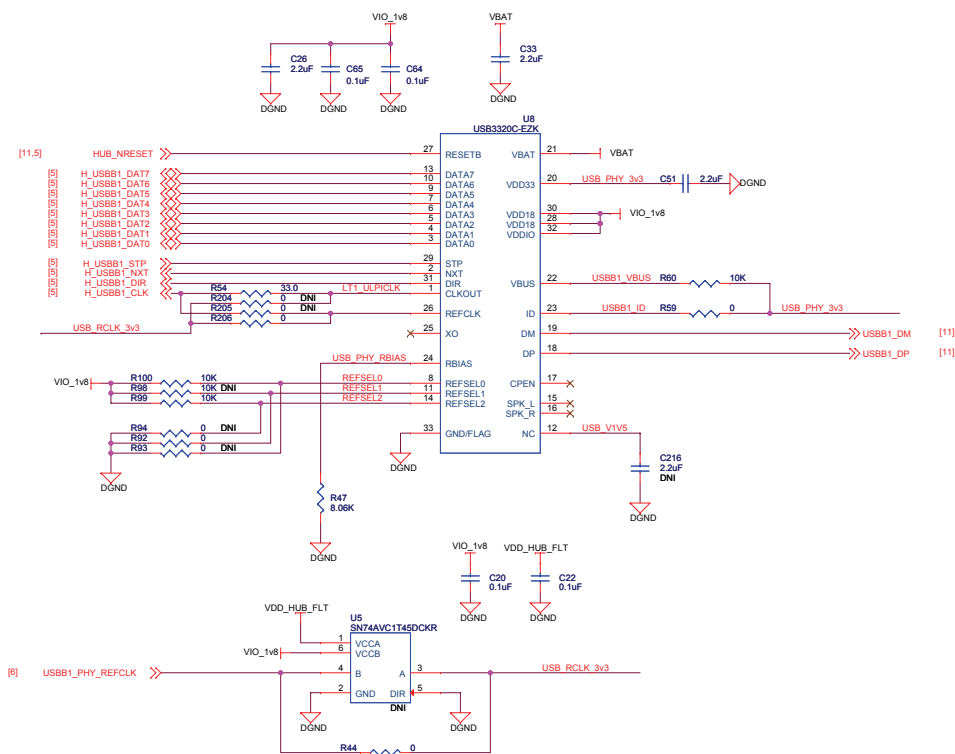 VIO_1v8 VBAT
C26 2.2uF C65 0.1uF C64 0.1uF C33 2.2uF
DGND DGND DGND DGND
U8
USB3320C-EZK
[11,5] HUB_NRESET 27 RESETB VBAT 21 VBAT
[5] H_USBB1_DAT7 13 DATA7
[5] H_USBB1_DAT6 10 DATA6 VDD33 20 USB_PHY_3v3 C51 2.2uF DGND
[5] H_USBB1_DAT5 9 DATA5
[5] H_USBB1_DAT4 7 DATA4
[5] H_USBB1_DAT3 6 DATA3 VDD18 30 VIO_1v8
[5] H_USBB1_DAT2 5 DATA2 VDD18 28
[5] H_USBB1_DAT1 4 DATA1 VDDIO 32
[5] H_USBB1_DAT0 3 DATA0
[5] H_USBB1_STP 29 STP
[5] H_USBB1_NXT 2 NXT
[5] H_USBB1_DIR 31 DIR VBUS 22 USBB1_VBUS R60 10K
[5] H_USBB1_CLK R54 33.0 LT1_ULPICLK 1 CLKOUT
R204 0 DNI
R205 0 26 REFCLK ID 23 USBB1_ID R59 0 USB_PHY_3v3
R206 0
USB_RCLK_3v3 25 XO DM 19 USBB1_DM [11]
DP 18 USBB1_DP [11]
USB_PHY_RBIAS 24 RBIAS
VIO_1v8 R100 10K REFSEL0 8 REFSEL0 CPEN 17
R98 10K DNI REFSEL1 11 REFSEL1
R99 10K REFSEL2 14 REFSEL2 SPK_L 15
SPK_R 16
R94 0 DNI 33 GND/FLAG NC 12 USB_V1V5
R92 0
R93 0 DNI
DGND DGND
C216
2.2uF
DNI
DGND
R47
8.06K
DGND
VIO_1v8 VDD_HUB_FLT
C20 0.1uF C22 0.1uF
DGND DGND
VDD_HUB_FLT
U5
SN74AVC1T45DCKR
1 VCCA
VIO_1v8 6 VCCB
[6] USBB1_PHY_REFCLK 4 B A 3 USB_RCLK_3v3
2 GND DIR 5
DNI
DGND DGND
R44 0